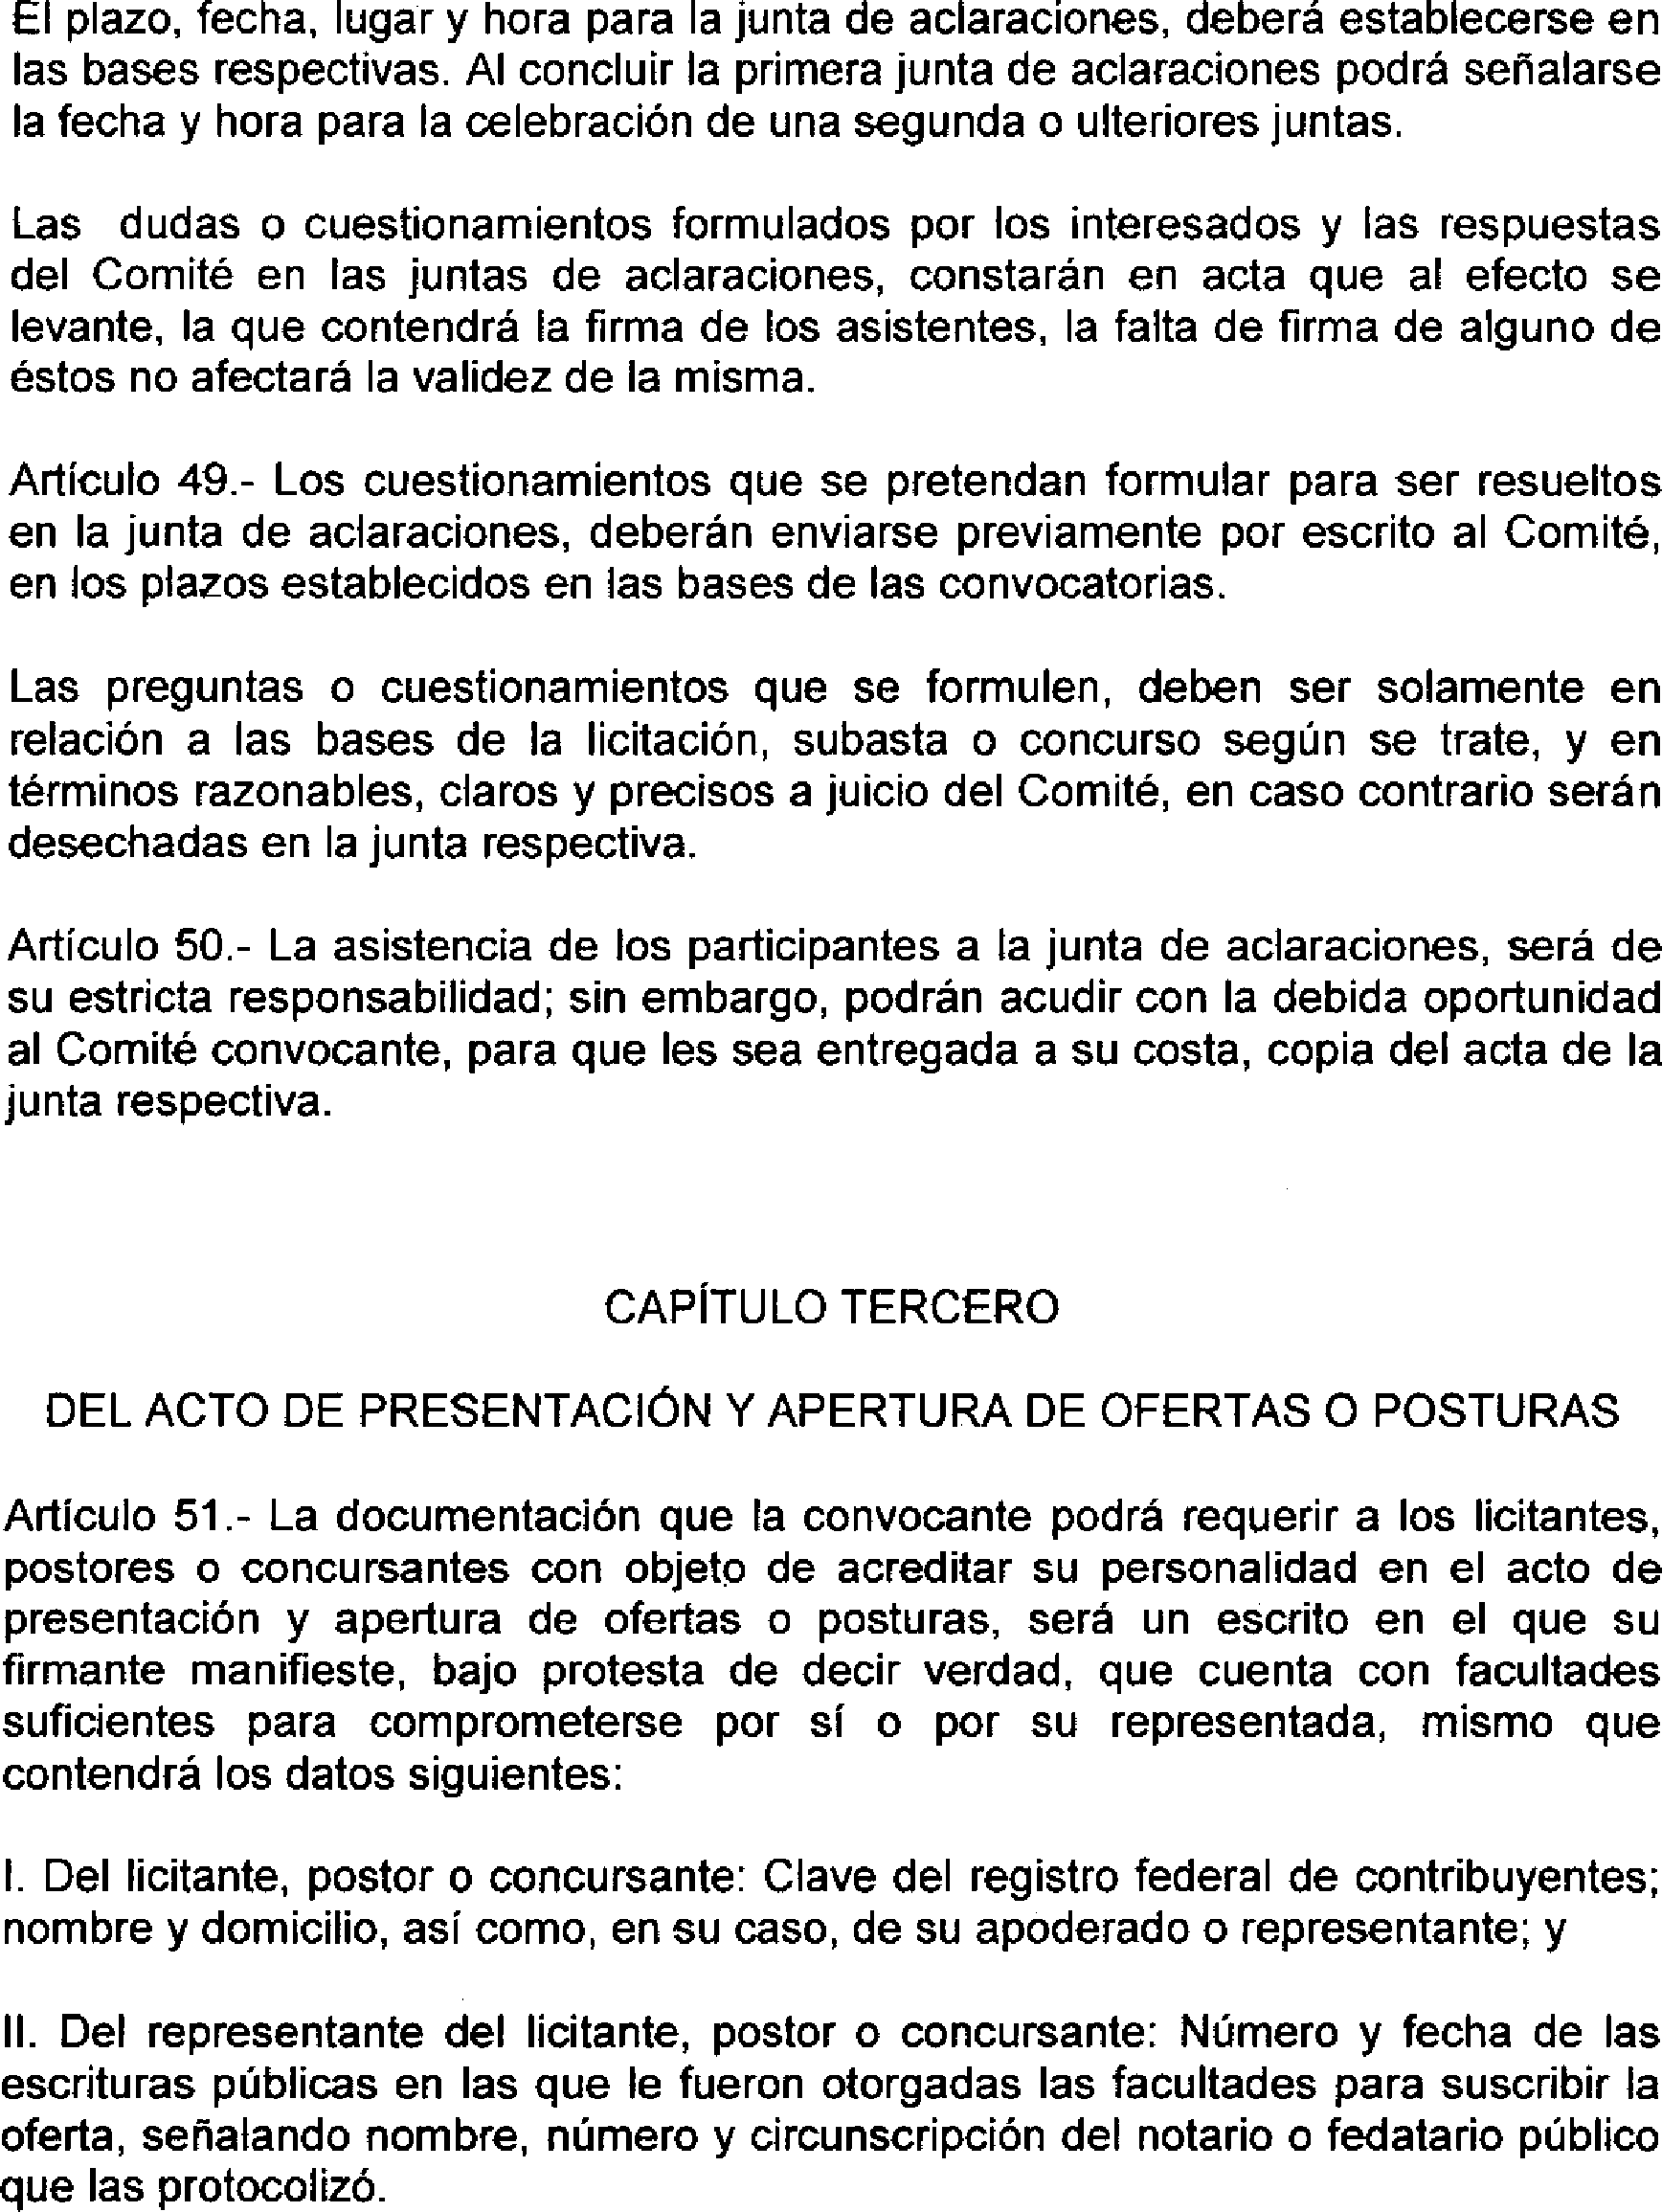 El plazo, fecha, lugar y hora para la junta de aclaraciones, deberá establecerse en
las bases respectivas. Al concluir la primera junta de aclaraciones podrá señalarse
la fecha y hora para la celebración de una segunda o ulteriores juntas.
Las dudas o cuestionamientos formulados por los interesados y las respuestas
del Comité en las juntas de aclaraciones, constarán en acta que al efecto se
levante, la que contendrá la firma de los asistentes, la falta de firma de alguno de
éstos no afectará la validez de la misma.
Artículo 49.- Los cuestionamientos que se pretendan formular para ser resueltos
en la junta de aclaraciones, deberán enviarse previamente por escrito al Comité,
en los plazos establecidos en las bases de las convocatorias.
Las preguntas o cuestionamientos que se formulen, deben ser solamente en
relación a las bases de la licitación, subasta o concurso según se trate, y en
términos razonables, claros y precisos a juicio del Comité, en caso contrario serán
desechadas en la junta respectiva.
Artículo 50.- La asistencia de los participantes a la junta de aclaraciones, será de
su estricta responsabilidad; sin embargo, podrán acudir con la debida oportunidad
al Comité convocante, para que les sea entregada a su costa, copia del acta de la
junta respectiva.
CAPÍTULO TERCERO
DEL ACTO DE PRESENTACIÓN Y APERTURA DE OFERTAS O POSTURAS
Artículo 51.- La documentación que la convocante podrá requerir a los licitantes,
postores o concursantes con objeto de acreditar su personalidad en el acto de
presentación y apertura de ofertas o posturas, será un escrito en el que su
firmante manifieste, bajo protesta de decir verdad, que cuenta con facultades
suficientes para comprometerse por sí o por su representada, mismo que
contendrá los datos siguientes:
I. Del licitante, postor o concursante: Clave del registro federal de contribuyentes;
nombre y domicilio, así como, en su caso, de su apoderado o representante; y
II. Del representante del licitante, postor o concursante: Número y fecha de las
escrituras públicas en las que le fueron otorgadas las facultades para suscribir la
oferta, señalando nombre, número y circunscripción del notario o fedatario público
que las protocolizó.